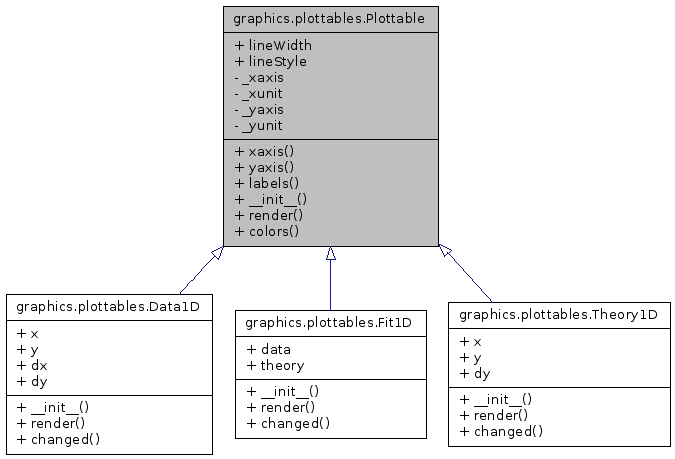 graphics.plottables.Plottable
+ lineWidth
+ lineStyle
- _xaxis
- _xunit
- _yaxis
- _yunit
+ xaxis()
+ yaxis()
+ labels()
+ __init__()
+ render()
+ colors()
graphics.plottables.Data1D
+ x
+ y
+ dx
+ dy
+ __init__()
+ render()
+ changed()
graphics.plottables.Fit1D
+ data
+ theory
+ __init__()
+ render()
+ changed()
graphics.plottables.Theory1D
+ x
+ y
+ dy
+ __init__()
+ render()
+ changed()